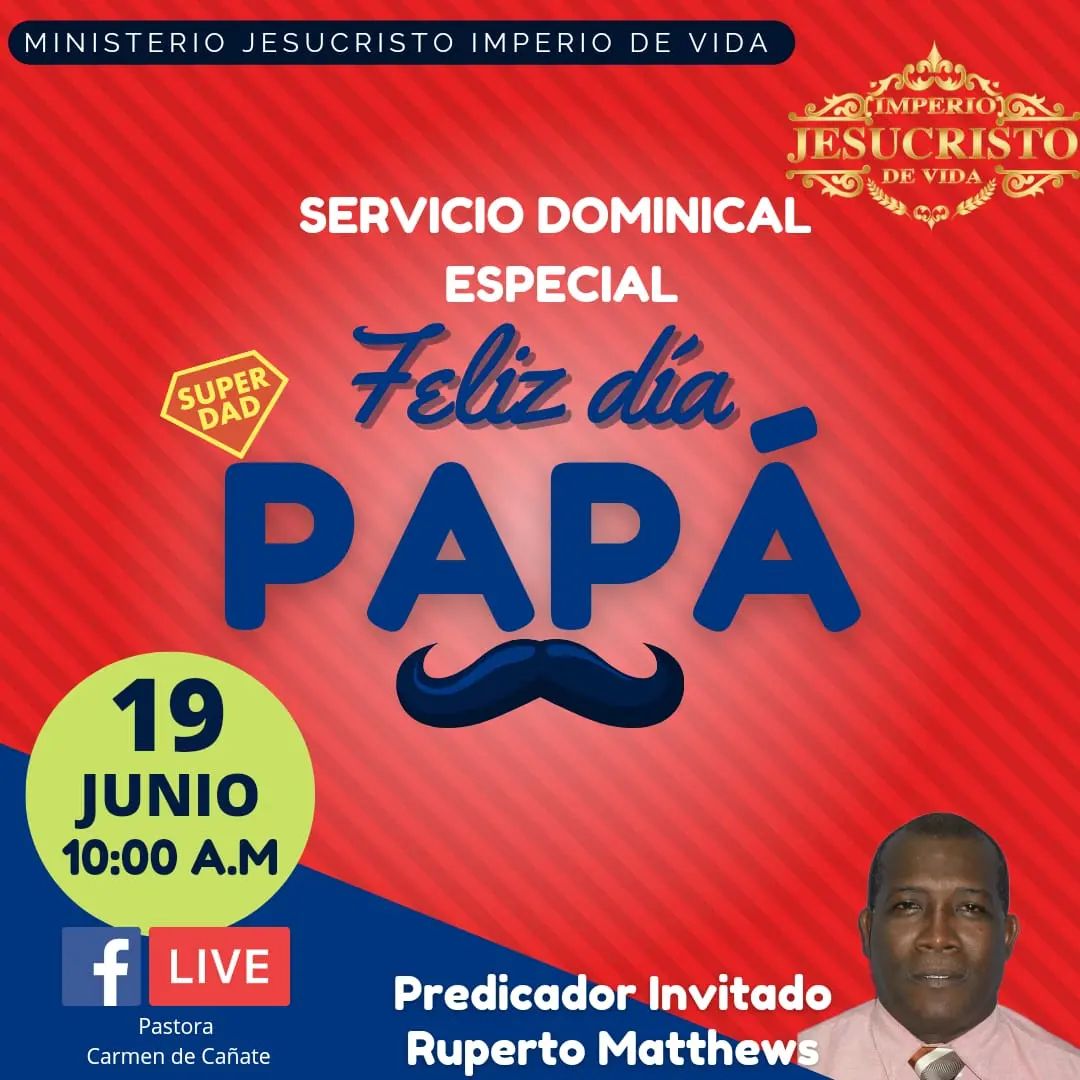 MINISTERIO JESUCRISTO IMPERIO DE VIDA
IMPERIO
JESUCRISTO
DE VIDA
SERVICIO DOMINICAL
ESPECIAL
Feliz día
SUPER
DAD
PAPÁ
19
JUNIO
10:00 A.M
f LIVE
Pastora
Carmen de Cañate
Predicador Invitado
Ruperto Matthews